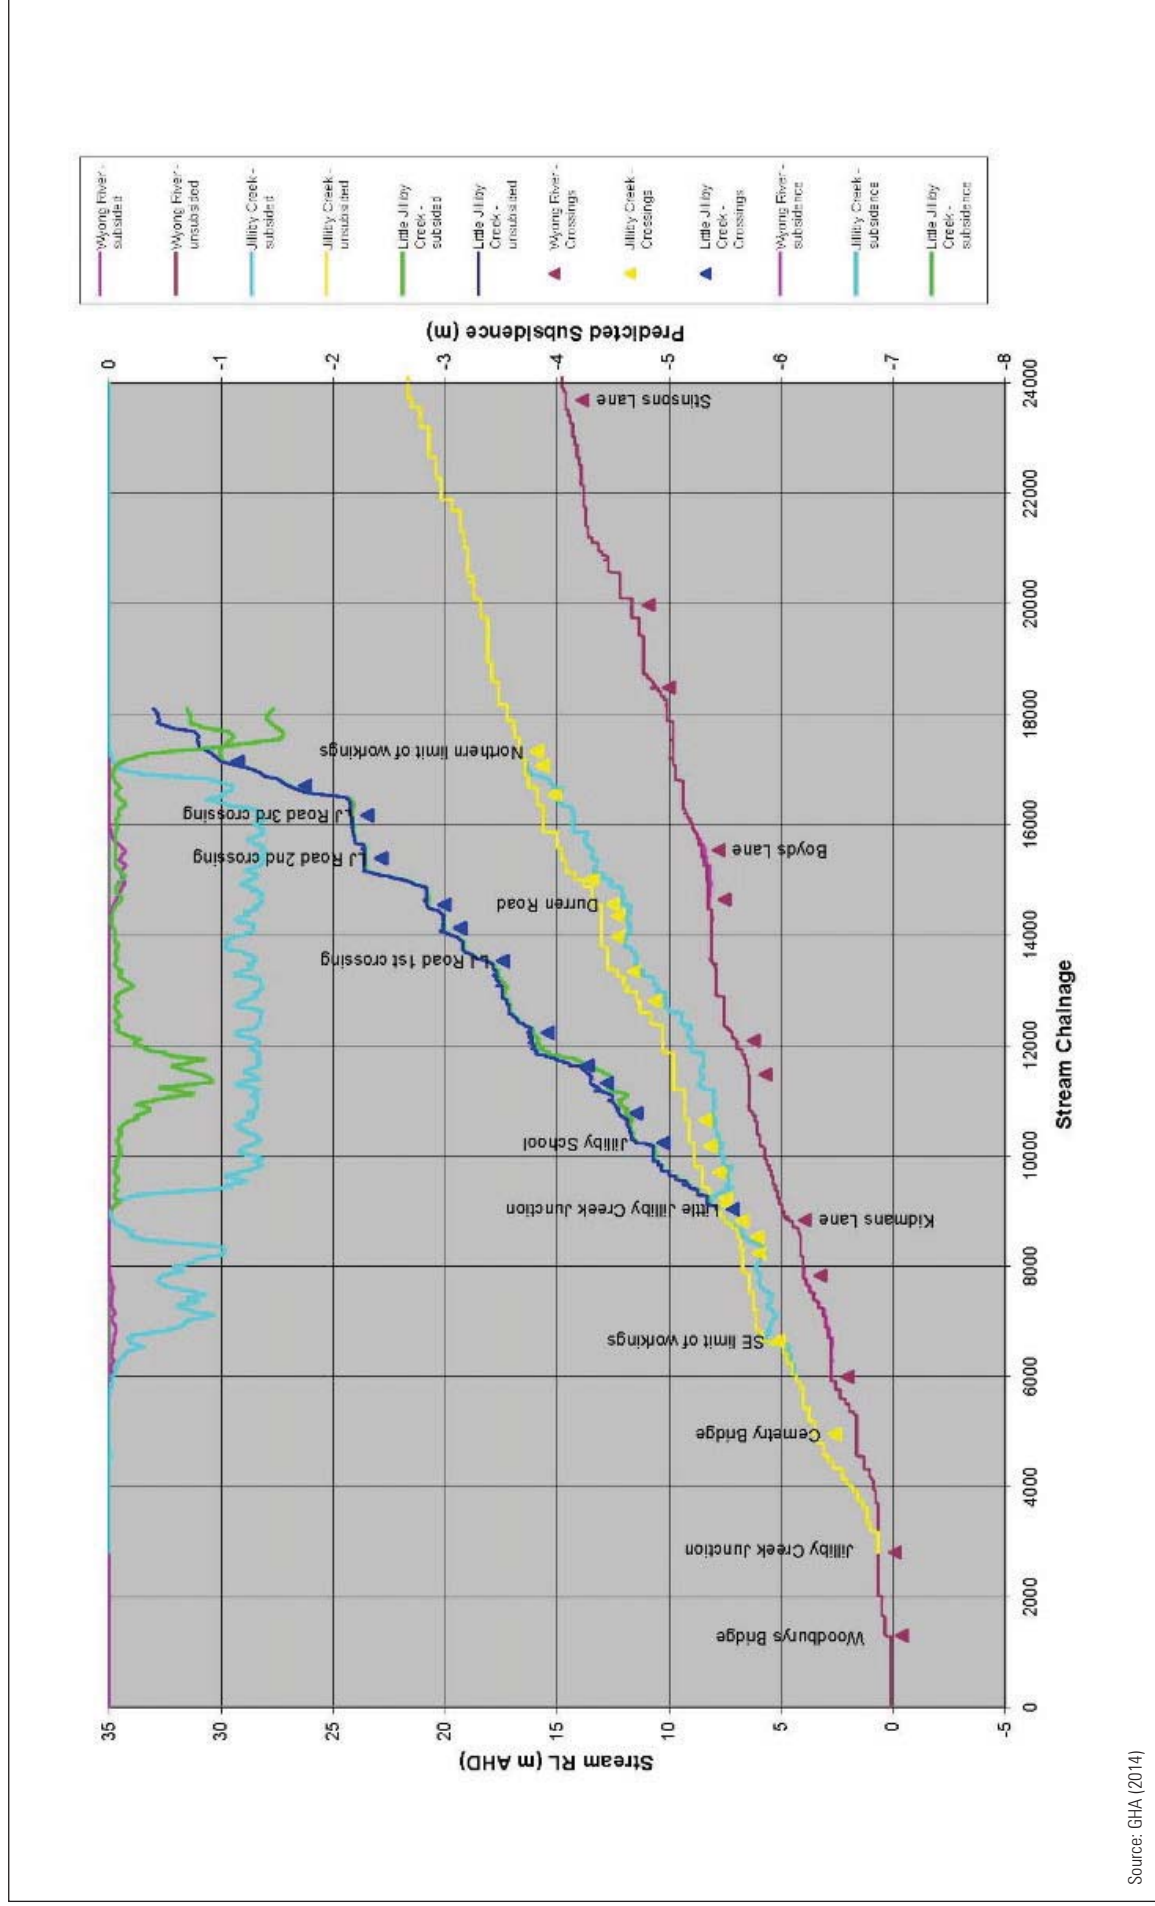 Wyong River -
subsided
Wyong River -
unsubsided
Jilliby Creek -
subsided
Jilliby Creek -
unsubsided
Little Jilliby
Creek -
subsided
Little Jilliby
Creek -
unsubsided
Wyong River -
Crossings
Jilliby Creek -
Crossings
Little Jilliby
Creek -
Crossings
Wyong River -
subsidence
Jilliby Creek -
subsidence
Little Jilliby
Creek -
subsidence
Predicted Subsidence (m)
0
-1
-2
-3
-4
-5
-6
-7
-8
Stream RL (m AHD)
35
30
25
20
15
10
5
0
-5
0
2000
4000
6000
8000
10000
12000
14000
16000
18000
20000
22000
24000
Stream Chainage
Woodburys Bridge
Jilliby Creek Junction
Cemetry Bridge
SE limit of workings
Kidmans Lane
Little Jilliby Creek Junction
Jilliby School
LJ Road 1st crossing
Durren Road
LJ Road 2nd crossing
Boyds Lane
LJ Road 3rd crossing
Northern limit of workings
Stinsons Lane
Source: GHA (2014)